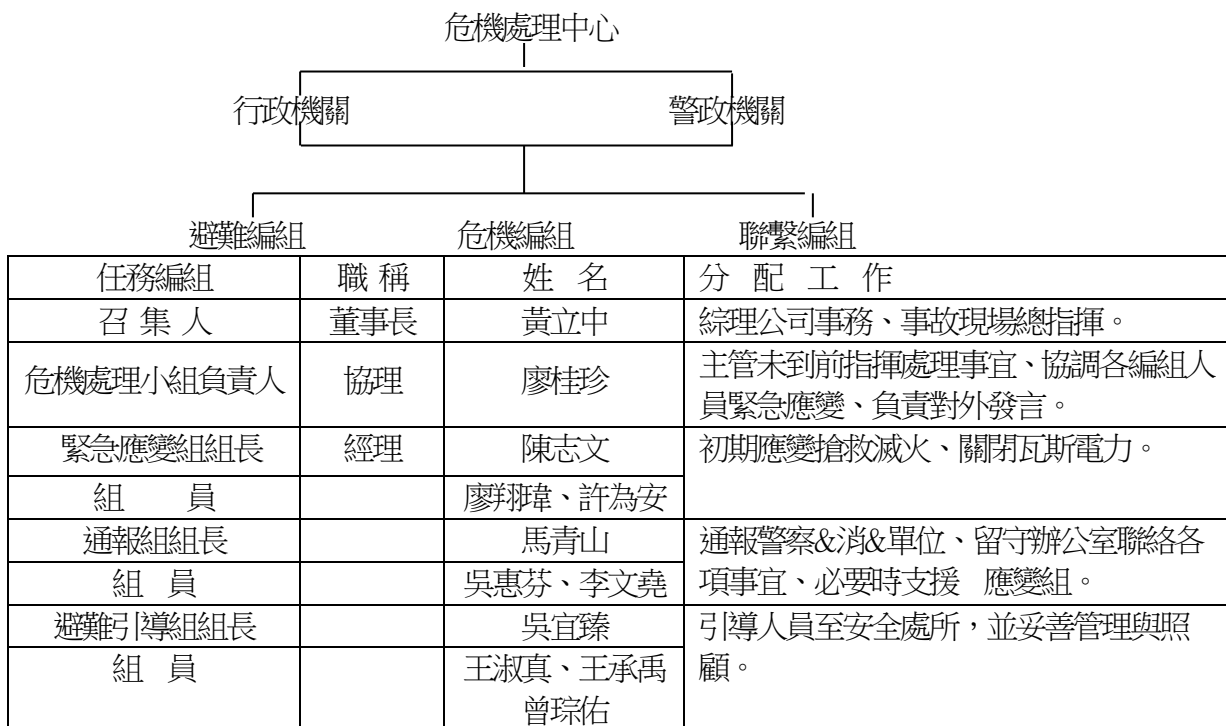 危機處理中心
行政機關 警政機關
避難編組 危機編組 聯繫編組
任務編組 職 稱 姓 名 分 配 工 作
召 集 人 董事長 黃立中 綜理公司事務、事故現場總指揮。
危機處理小組負責人 協理 廖桂珍 主管未到前指揮處理事宜、協調各編組人
員緊急應變、負責對外發言。
緊急應變組組長 經理 陳志文 初期應變搶救滅火、關閉瓦斯電力。
組 員 廖翔瑋、許為安
通報組組長 馬青山 通報警察&消&單位、留守辦公室聯絡各
組 員 吳惠芬、李文堯 項事宜、必要時支援 應變組。
避難引導組組長 吳宜臻 引導人員至安全處所，並妥善管理與照
組 員 王淑真、王承禹 顧。
曾琮佑